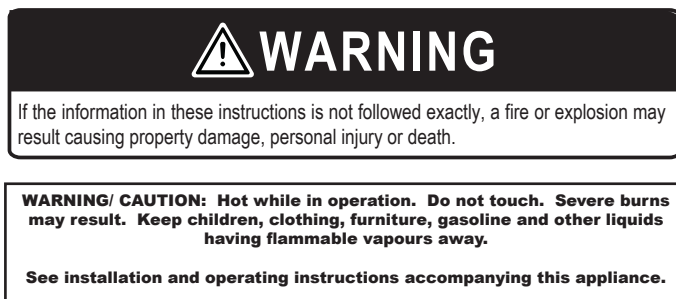 WARNING
If the information in these instructions is not followed exactly, a fire or explosion may
result causing property damage, personal injury or death.
WARNING/ CAUTION: Hot while in operation. Do not touch. Severe burns
may result. Keep children, clothing, furniture, gasoline and other liquids
having flammable vapours away.
See installation and operating instructions accompanying this appliance.